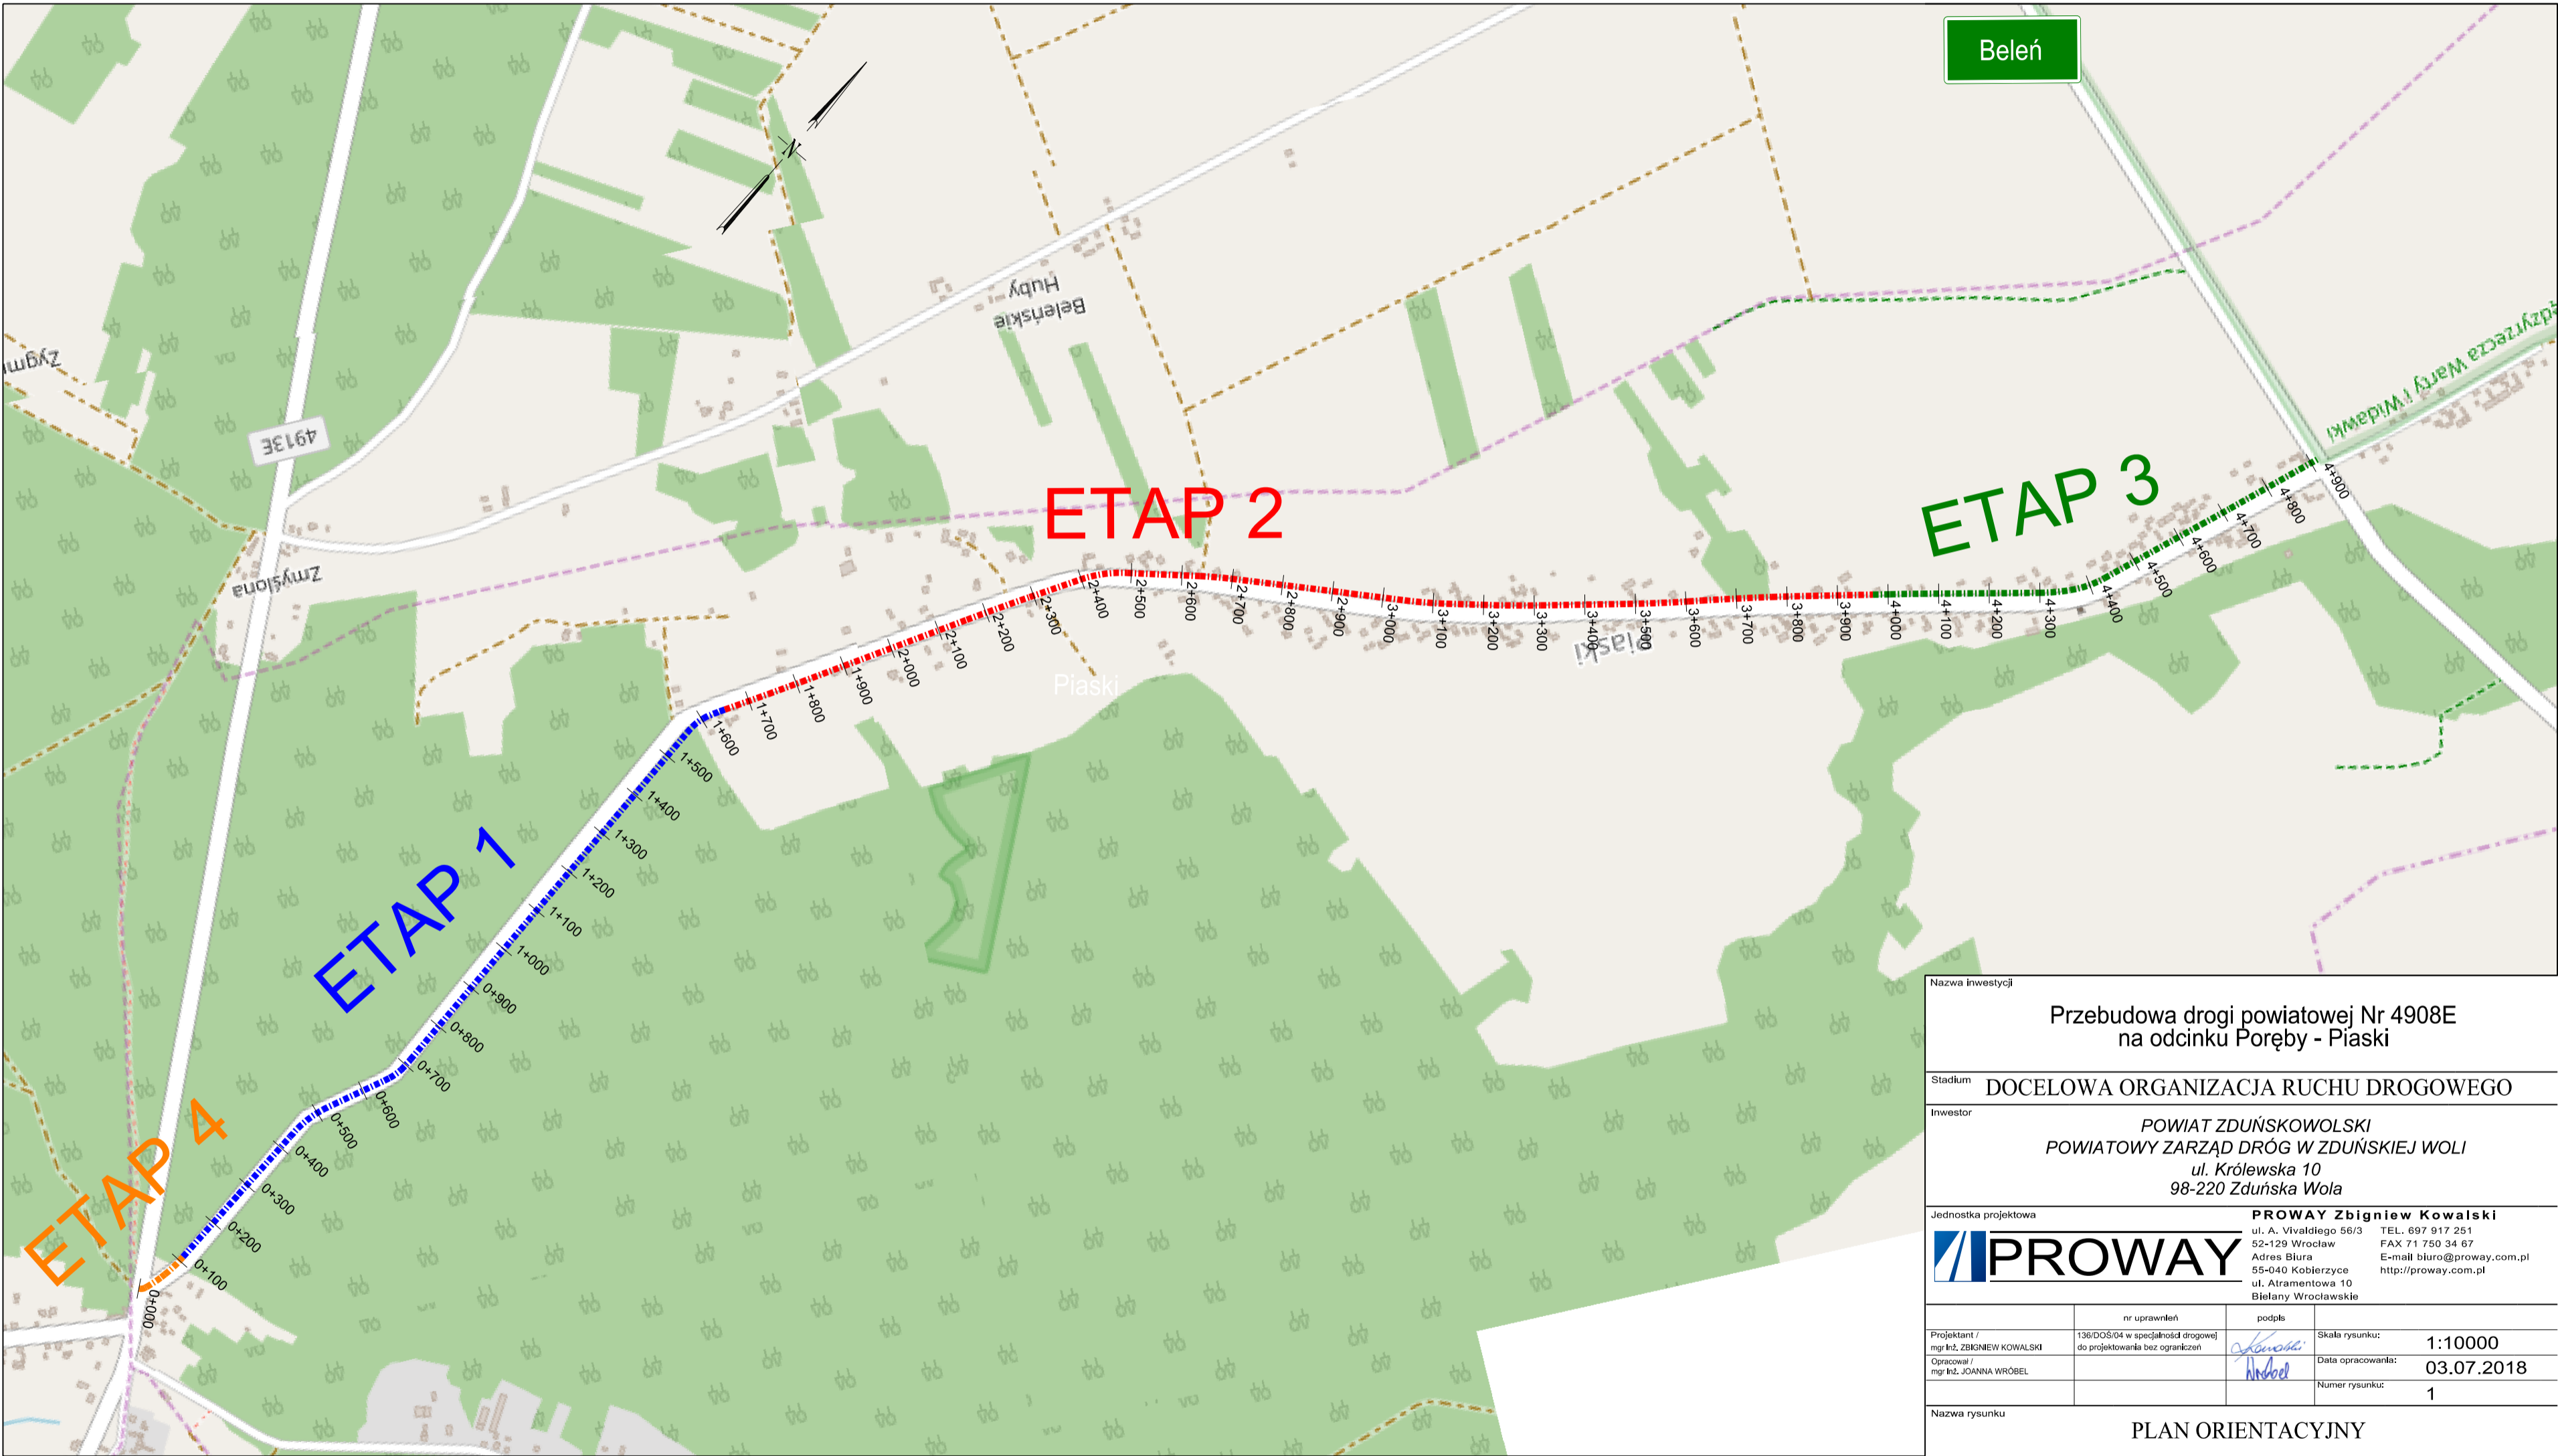 Beleń
N
Huby
Beleńskie
4913E
Zmyślona
Międzyrzecza Warty i Widawki
ETAP 2
ETAP 3
ETAP 1
ETAP 4
Piaski
Piaski
0+000
0+100
0+200
0+300
0+400
0+500
0+600
0+700
0+800
0+900
1+000
1+100
1+200
1+300
1+400
1+500
1+600
1+700
1+800
1+900
2+000
2+100
2+200
2+300
2+400
2+500
2+600
2+700
2+800
2+900
3+000
3+100
3+200
3+300
3+400
3+500
3+600
3+700
3+800
3+900
4+000
4+100
4+200
4+300
4+400
4+500
4+600
4+700
4+800
4+900
Nazwa inwestycji
Przebudowa drogi powiatowej Nr 4908E
na odcinku Poręby - Piaski
Stadium
DOCELOWA ORGANIZACJA RUCHU DROGOWEGO
Inwestor
POWIAT ZDUŃSKOWOLSKI
POWIATOWY ZARZĄD DRÓG W ZDUŃSKIEJ WOLI
ul. Królewska 10
98-220 Zduńska Wola
Jednostka projektowa
PROWAY
PROWAY Zbigniew Kowalski
ul. A. Vivaldiego 56/3 TEL. 697 917 251
52-129 Wrocław FAX 71 750 34 67
Adres Biura E-mail biuro@proway.com.pl
55-040 Kobierzyce http://proway.com.pl
ul. Atramentowa 10
Bielany Wrocławskie
nr uprawnień podpis
Projektant /
mgr inż. ZBIGNIEW KOWALSKI
136/DOŚ/04 w specjalności drogowej
do projektowania bez ograniczeń
Kowalski
Skala rysunku: 1:10000
Opracował /
mgr inż. JOANNA WRÓBEL
Wróbel
Data opracowania: 03.07.2018
Numer rysunku: 1
Nazwa rysunku
PLAN ORIENTACYJNY